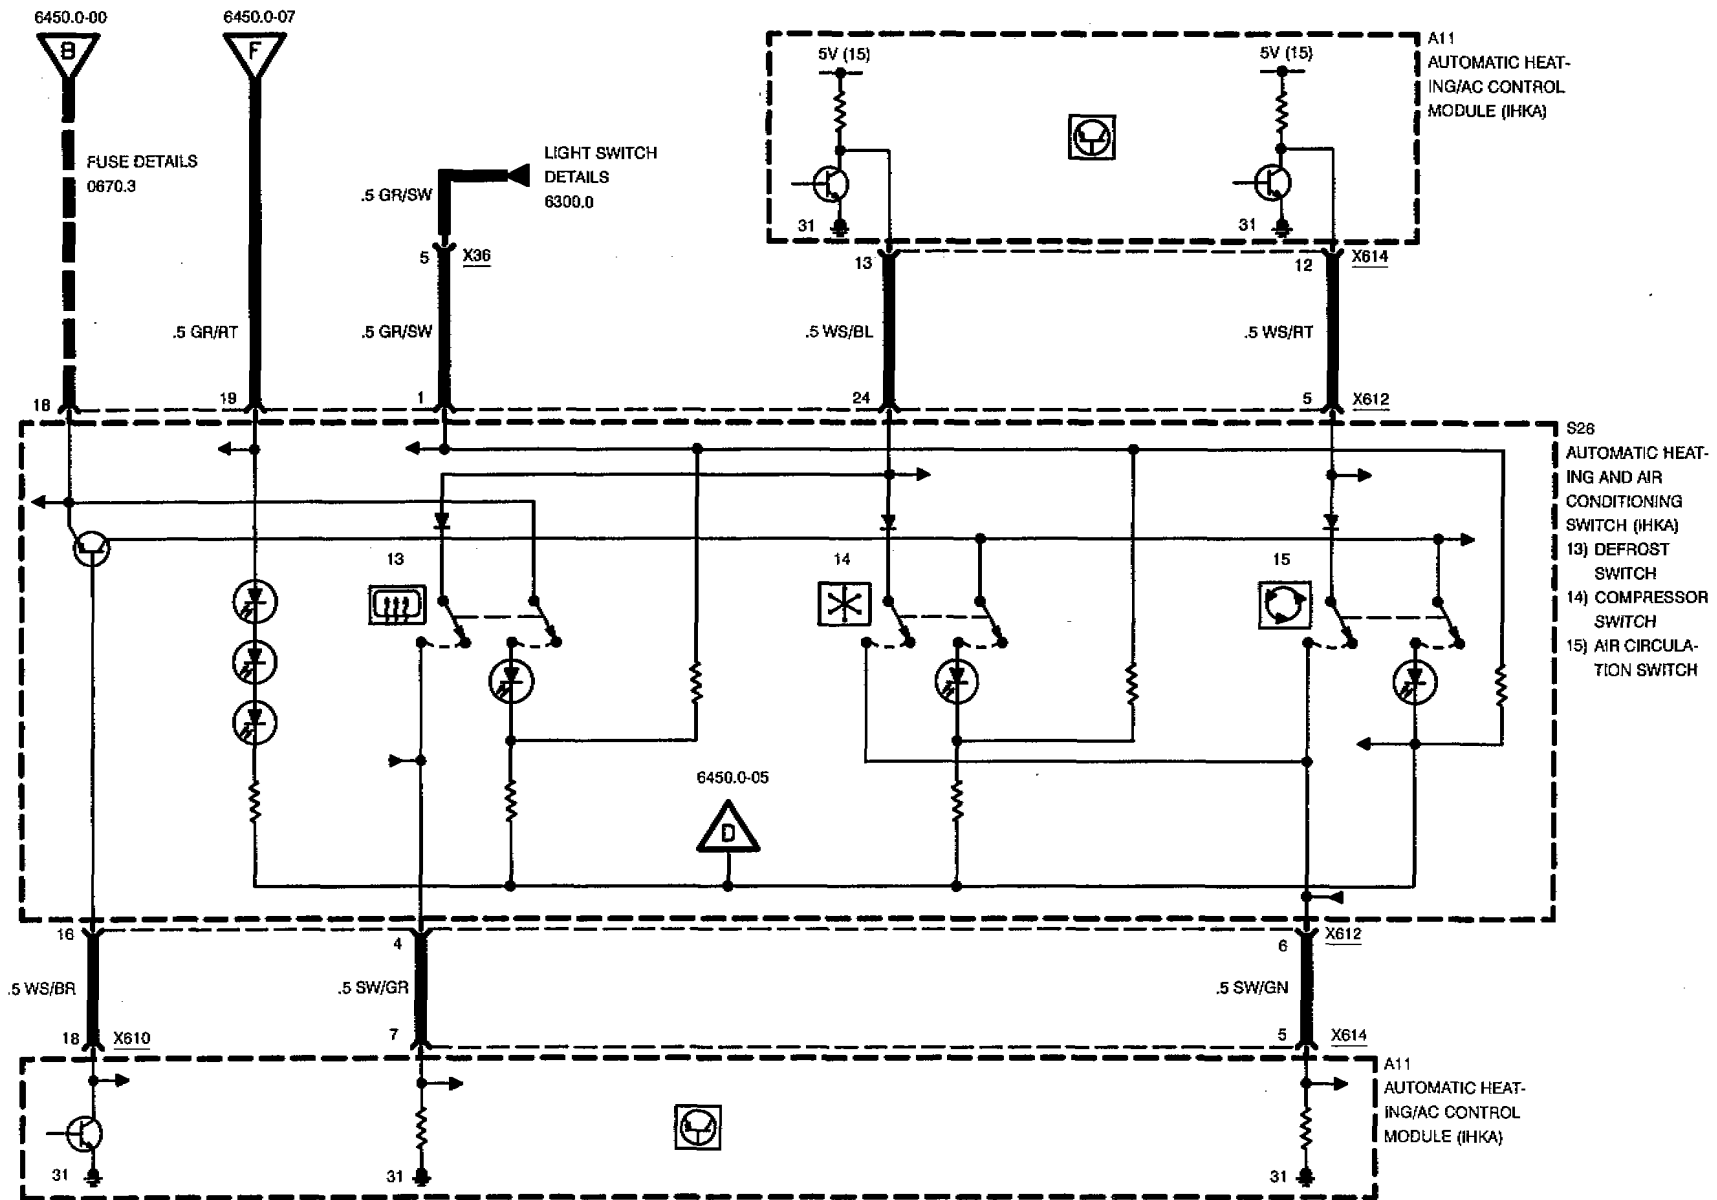 6450.0-00
6450.0-07
B
F
FUSE DETAILS
0670.3
LIGHT SWITCH
DETAILS
6300.0
.5 GR/SW
5
X36
.5 GR/RT
.5 GR/SW
5V (15)
5V (15)
31
31
A11
AUTOMATIC HEAT-
ING/AC CONTROL
MODULE (IHKA)
13
12
X614
.5 WS/BL
.5 WS/RT
18
19
1
24
5
X612
S26
AUTOMATIC HEAT-
ING AND AIR
CONDITIONING
SWITCH (IHKA)
13) DEFROST
SWITCH
14) COMPRESSOR
SWITCH
15) AIR CIRCULA-
TION SWITCH
13
14
15
6450.0-05
D
16
4
6
X612
.5 WS/BR
.5 SW/GR
.5 SW/GN
18
X610
7
5
X614
A11
AUTOMATIC HEAT-
ING/AC CONTROL
MODULE (IHKA)
31
31
31